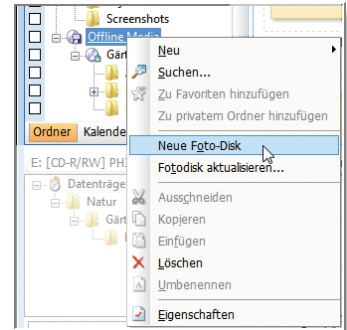 Screenshots
Offline Media
Gärt
Ordner Kalende
E: [CD-R/RW] PH
Datenträge
Natur
Gärt
Neu
Suchen...
Zu Favoriten hinzufügen
Zu privatem Ordner hinzufügen
Neue Foto-Disk
Fotodisk aktualisieren...
Ausschneiden
Kopieren
Einfügen
Löschen
Umbenennen
Eigenschaften